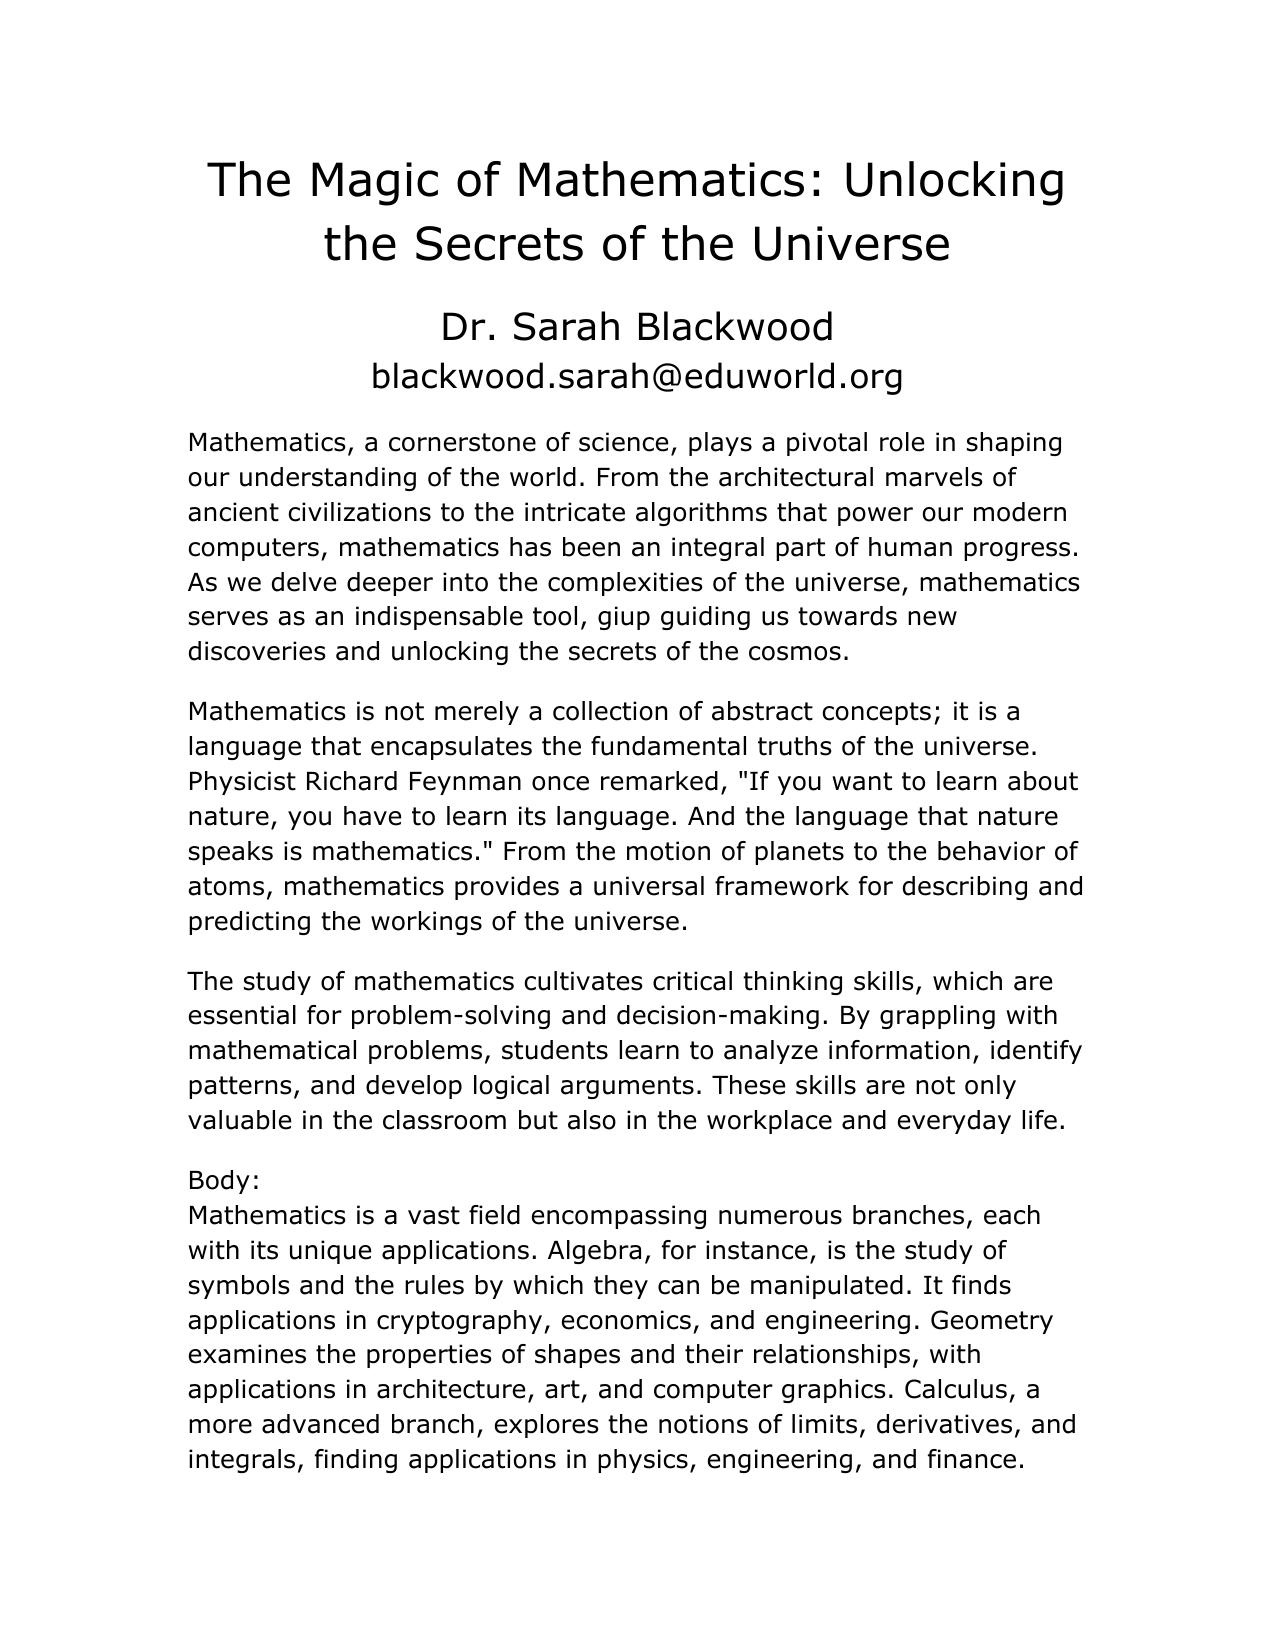 The Magic of Mathematics: Unlocking
the Secrets of the Universe
Dr. Sarah Blackwood
blackwood.sarah@eduworld.org
Mathematics, a cornerstone of science, plays a pivotal role in shaping
our understanding of the world. From the architectural marvels of
ancient civilizations to the intricate algorithms that power our modern
computers, mathematics has been an integral part of human progress.
As we delve deeper into the complexities of the universe, mathematics
serves as an indispensable tool, giup guiding us towards new
discoveries and unlocking the secrets of the cosmos.
Mathematics is not merely a collection of abstract concepts; it is a
language that encapsulates the fundamental truths of the universe.
Physicist Richard Feynman once remarked, "If you want to learn about
nature, you have to learn its language. And the language that nature
speaks is mathematics." From the motion of planets to the behavior of
atoms, mathematics provides a universal framework for describing and
predicting the workings of the universe.
The study of mathematics cultivates critical thinking skills, which are
essential for problem-solving and decision-making. By grappling with
mathematical problems, students learn to analyze information, identify
patterns, and develop logical arguments. These skills are not only
valuable in the classroom but also in the workplace and everyday life.
Body:
Mathematics is a vast field encompassing numerous branches, each
with its unique applications. Algebra, for instance, is the study of
symbols and the rules by which they can be manipulated. It finds
applications in cryptography, economics, and engineering. Geometry
examines the properties of shapes and their relationships, with
applications in architecture, art, and computer graphics. Calculus, a
more advanced branch, explores the notions of limits, derivatives, and
integrals, finding applications in physics, engineering, and finance.